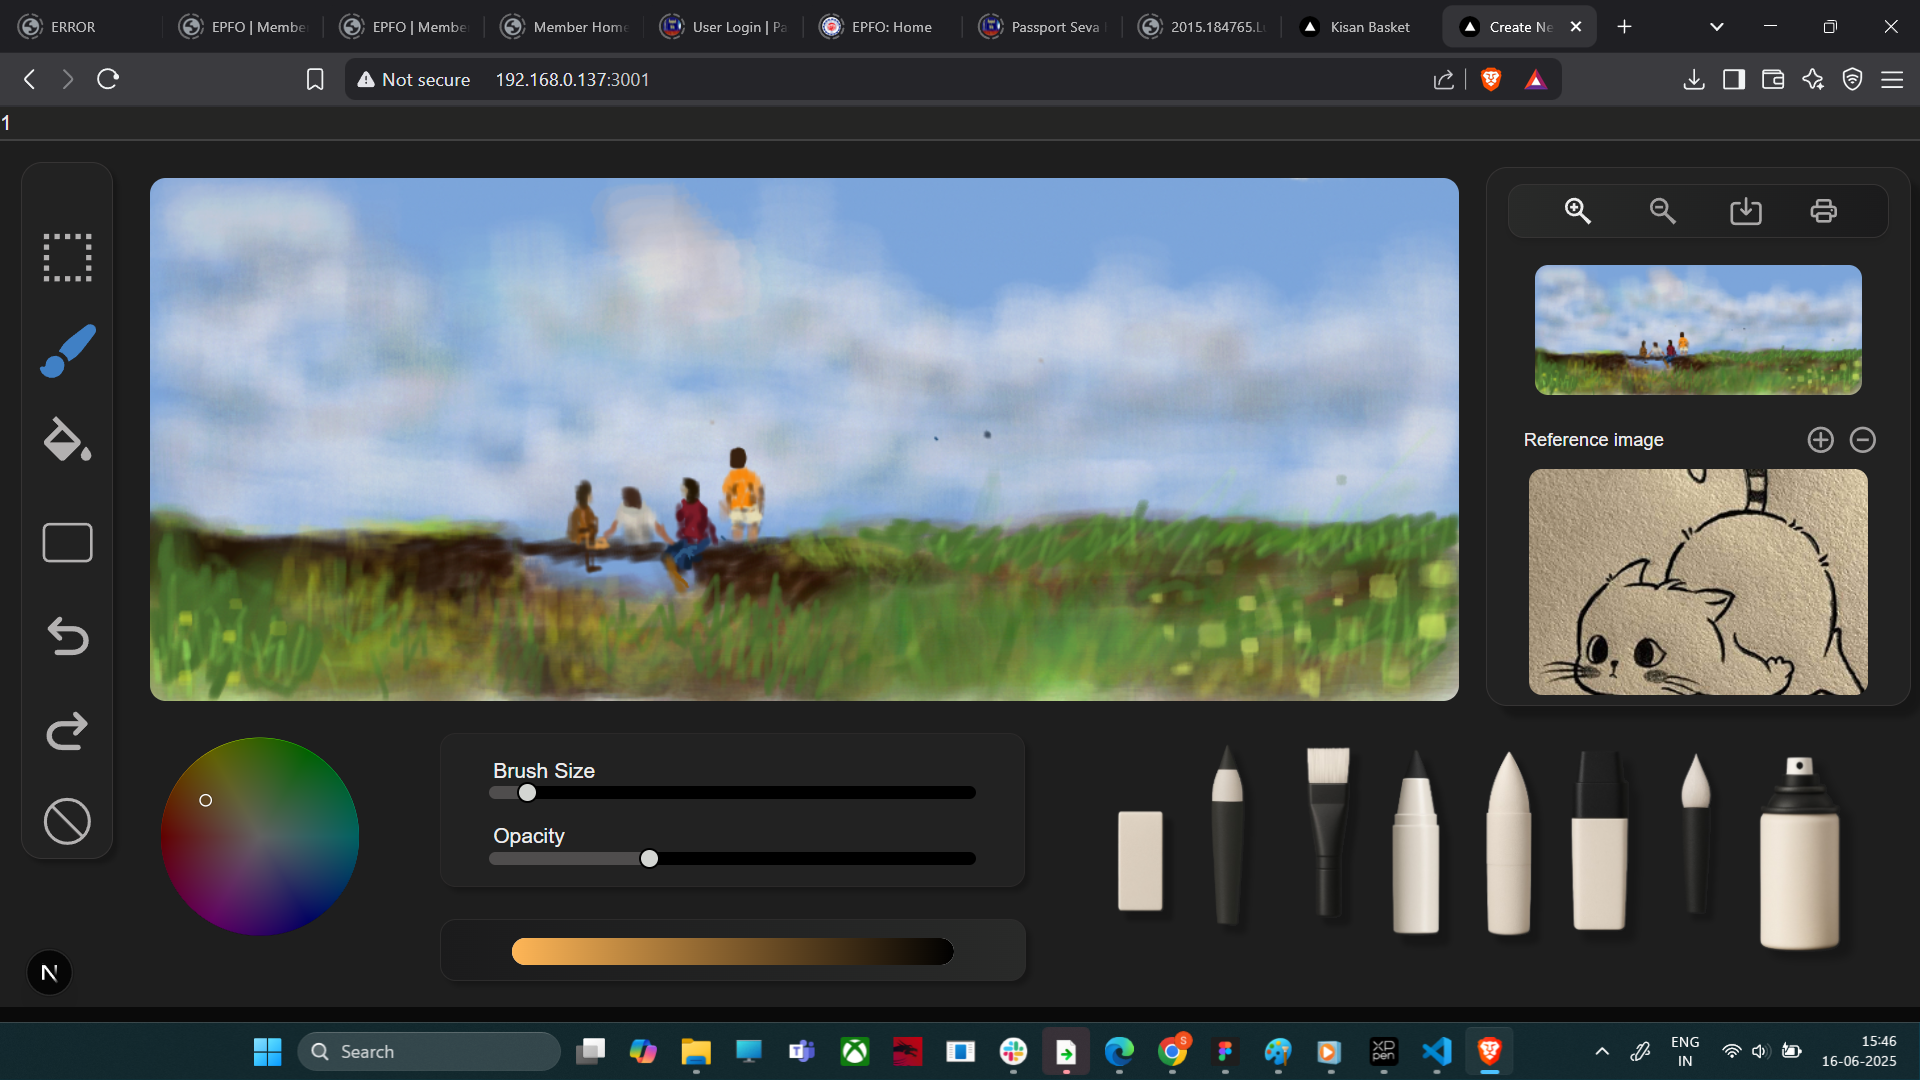 ERROR
EPFO | Membe
EPFO | Membe
Member Home
User Login | Pa
EPFO: Home
Passport Seva
2015.184765.L
Kisan Basket
Create Ne
Not secure
192.168.0.137:3001
1
Reference image
Brush Size
Opacity
N
Search
S
XD
pen
ENG
IN
15:46
16-06-2025